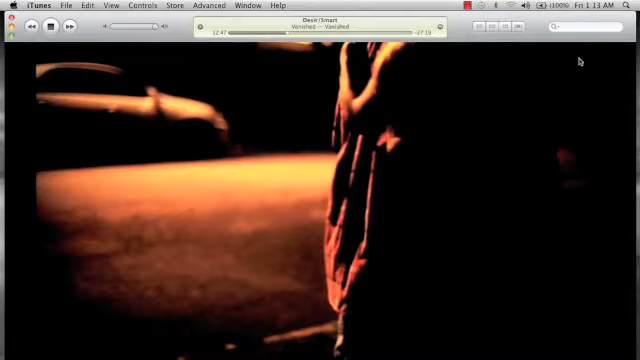 iTunes File Edit View Controls Store Advanced Window Help (100%) Fri 1:13 AM
Desir/Smart
Vanished — Vanished
12:47 -27:19